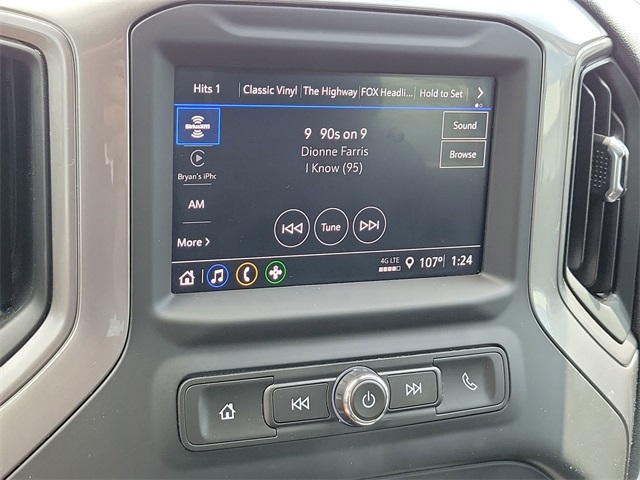 Hits 1 Classic Vinyl The Highway FOX Headli... Hold to Set
SiriusXM
9 90s on 9
Dionne Farris
I Know (95)
Sound
Browse
Bryan's iPhc
AM
More
Tune
4G LTE
107° 1:24